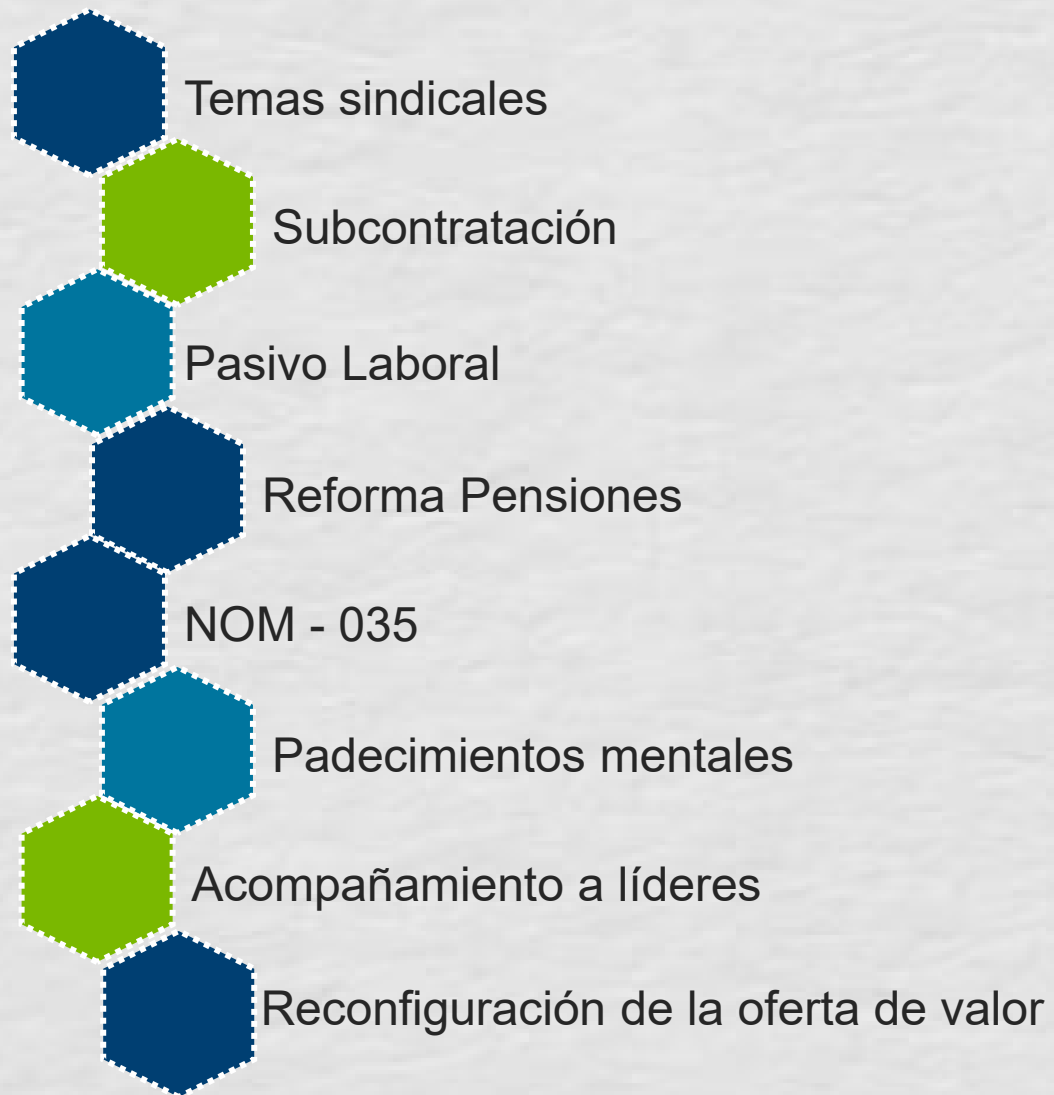 Temas sindicales
Subcontratación
Pasivo Laboral
Reforma Pensiones
NOM - 035
Padecimientos mentales
Acompañamiento a líderes
Reconfiguración de la oferta de valor